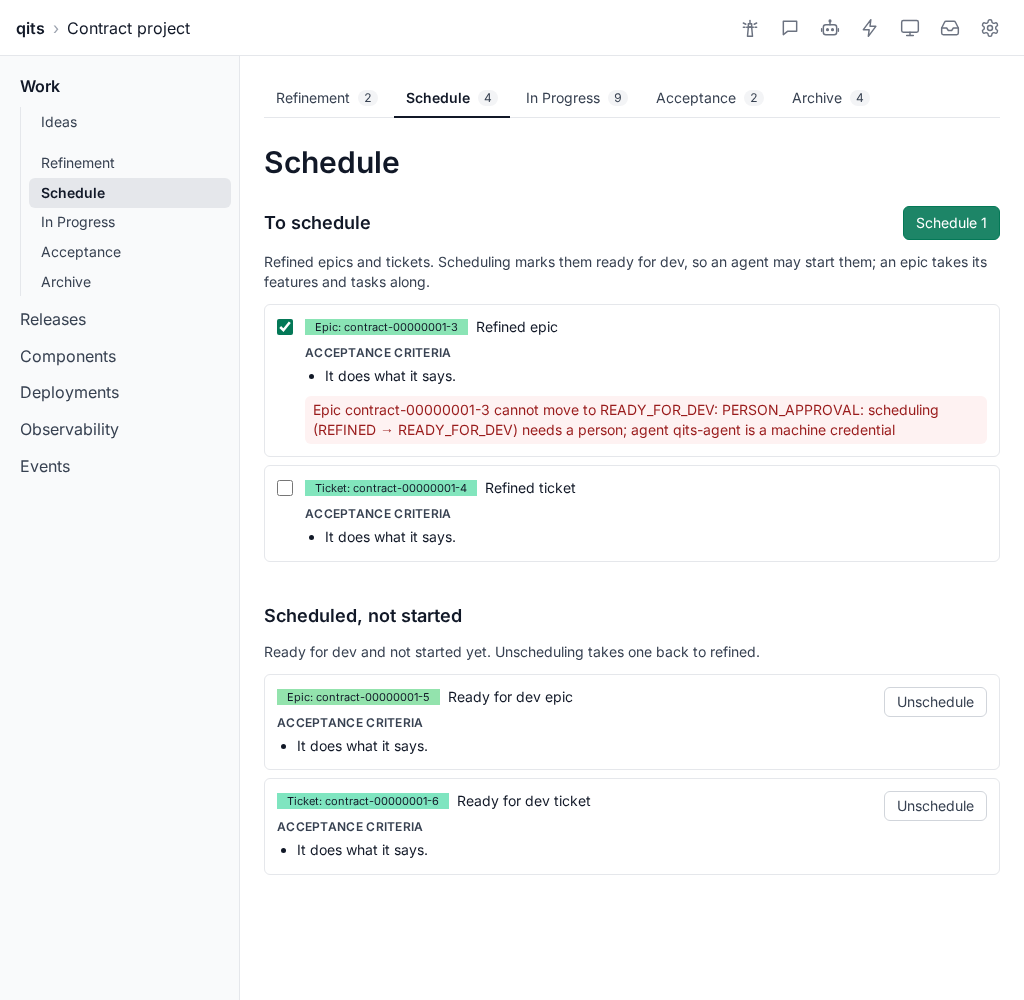 qits › Contract project
Work
Ideas
Refinement
Schedule
In Progress
Acceptance
Archive
Releases
Components
Deployments
Observability
Events
Refinement 2 Schedule 4 In Progress 9 Acceptance 2 Archive 4
Schedule
To schedule
Schedule 1
Refined epics and tickets. Scheduling marks them ready for dev, so an agent may start them; an epic takes its
features and tasks along.
Epic: contract-00000001-3 Refined epic
ACCEPTANCE CRITERIA
• It does what it says.
Epic contract-00000001-3 cannot move to READY_FOR_DEV: PERSON_APPROVAL: scheduling
(REFINED → READY_FOR_DEV) needs a person; agent qits-agent is a machine credential
Ticket: contract-00000001-4 Refined ticket
ACCEPTANCE CRITERIA
• It does what it says.
Scheduled, not started
Ready for dev and not started yet. Unscheduling takes one back to refined.
Epic: contract-00000001-5 Ready for dev epic
Unschedule
ACCEPTANCE CRITERIA
• It does what it says.
Ticket: contract-00000001-6 Ready for dev ticket
Unschedule
ACCEPTANCE CRITERIA
• It does what it says.